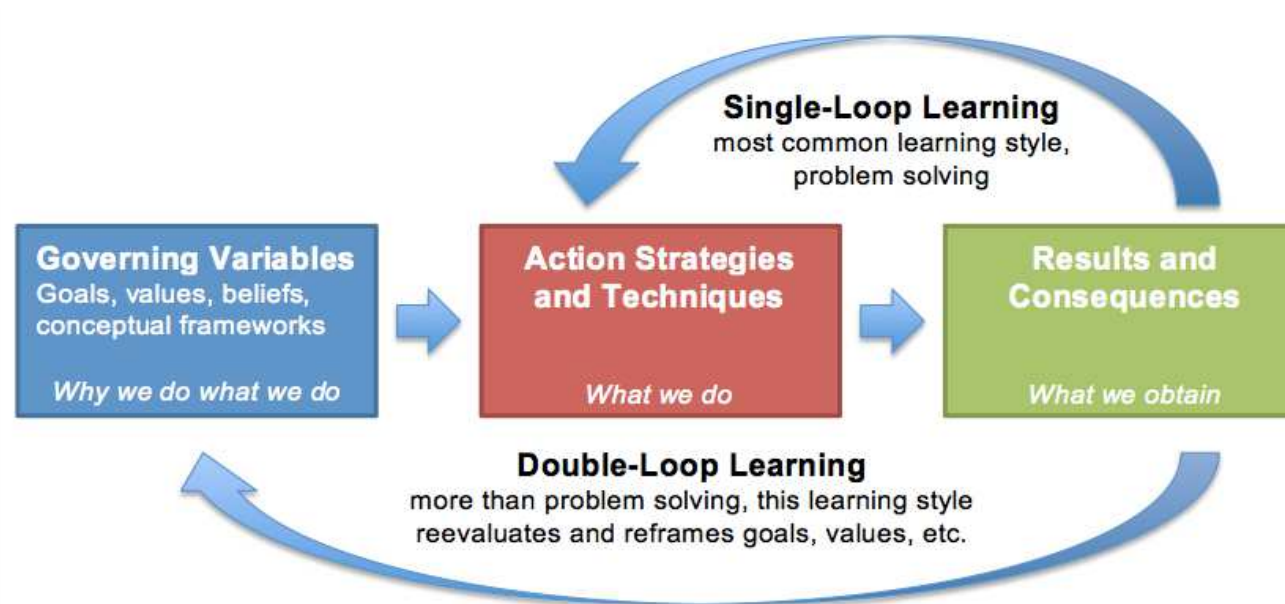 Single-Loop Learning
most common learning style,
problem solving
Governing Variables
Goals, values, beliefs,
conceptual frameworks
Why we do what we do
Action Strategies
and Techniques
What we do
Results and
Consequences
What we obtain
Double-Loop Learning
more than problem solving, this learning style
reevaluates and reframes goals, values, etc.